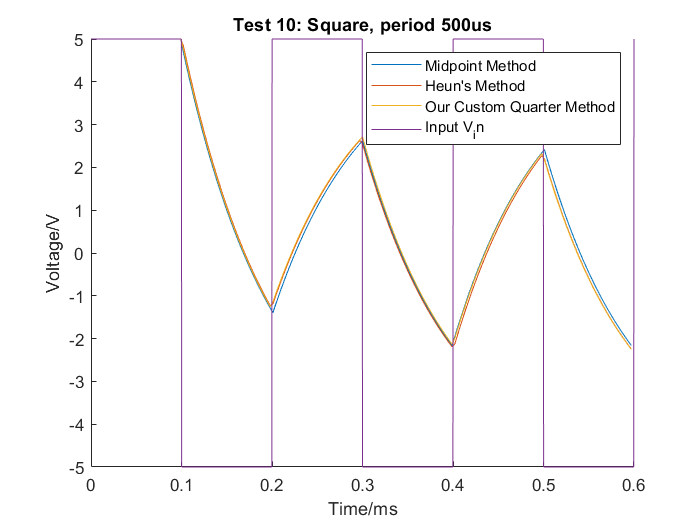 Test 10: Square, period 500us
5
4
3
2
1
0
-1
-2
-3
-4
-5
Voltage/V
Midpoint Method
Heun's Method
Our Custom Quarter Method
Input V_in
0 0.1 0.2 0.3 0.4 0.5 0.6
Time/ms